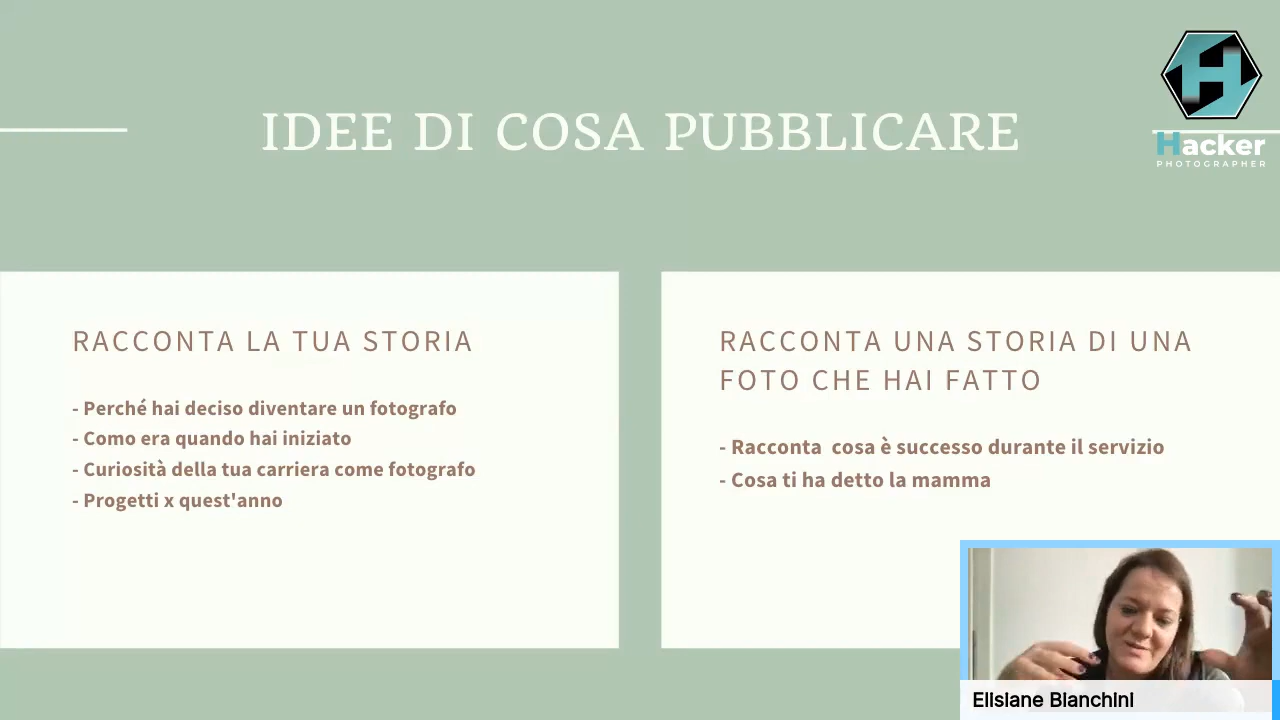 IDEE DI COSA PUBBLICARE
Hacker
PHOTOGRAPHER
RACCONTA LA TUA STORIA
- Perché hai deciso diventare un fotografo
- Como era quando hai iniziato
- Curiosità della tua carriera come fotografo
- Progetti x quest'anno
RACCONTA UNA STORIA DI UNA
FOTO CHE HAI FATTO
- Racconta  cosa è successo durante il servizio
- Cosa ti ha detto la mamma
Elisiane Bianchini